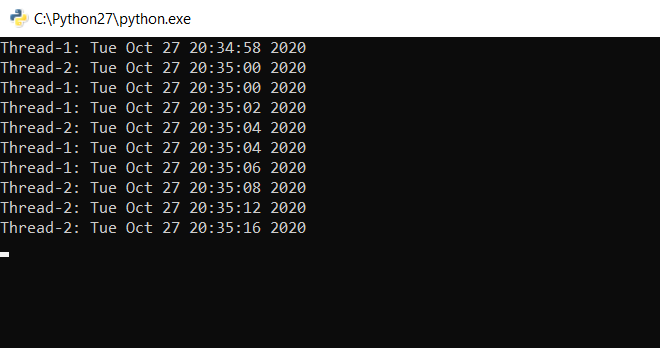 C:\Python27\python.exe
Thread-1: Tue Oct 27 20:34:58 2020
Thread-2: Tue Oct 27 20:35:00 2020
Thread-1: Tue Oct 27 20:35:00 2020
Thread-1: Tue Oct 27 20:35:02 2020
Thread-2: Tue Oct 27 20:35:04 2020
Thread-1: Tue Oct 27 20:35:04 2020
Thread-1: Tue Oct 27 20:35:06 2020
Thread-2: Tue Oct 27 20:35:08 2020
Thread-2: Tue Oct 27 20:35:12 2020
Thread-2: Tue Oct 27 20:35:16 2020